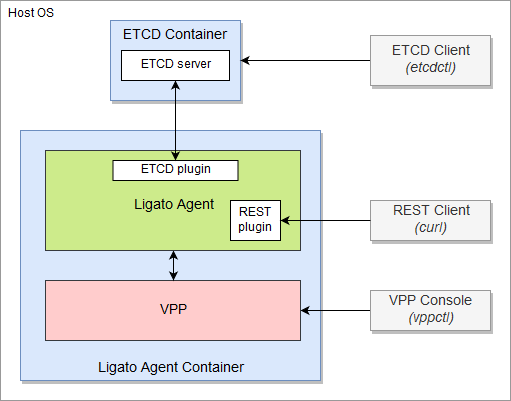 Host OS
ETCD Container
ETCD server
ETCD Client
(etcdctl)
ETCD plugin
Ligato Agent
REST
plugin
REST Client
(curl)
VPP
VPP Console
(vppctl)
Ligato Agent Container